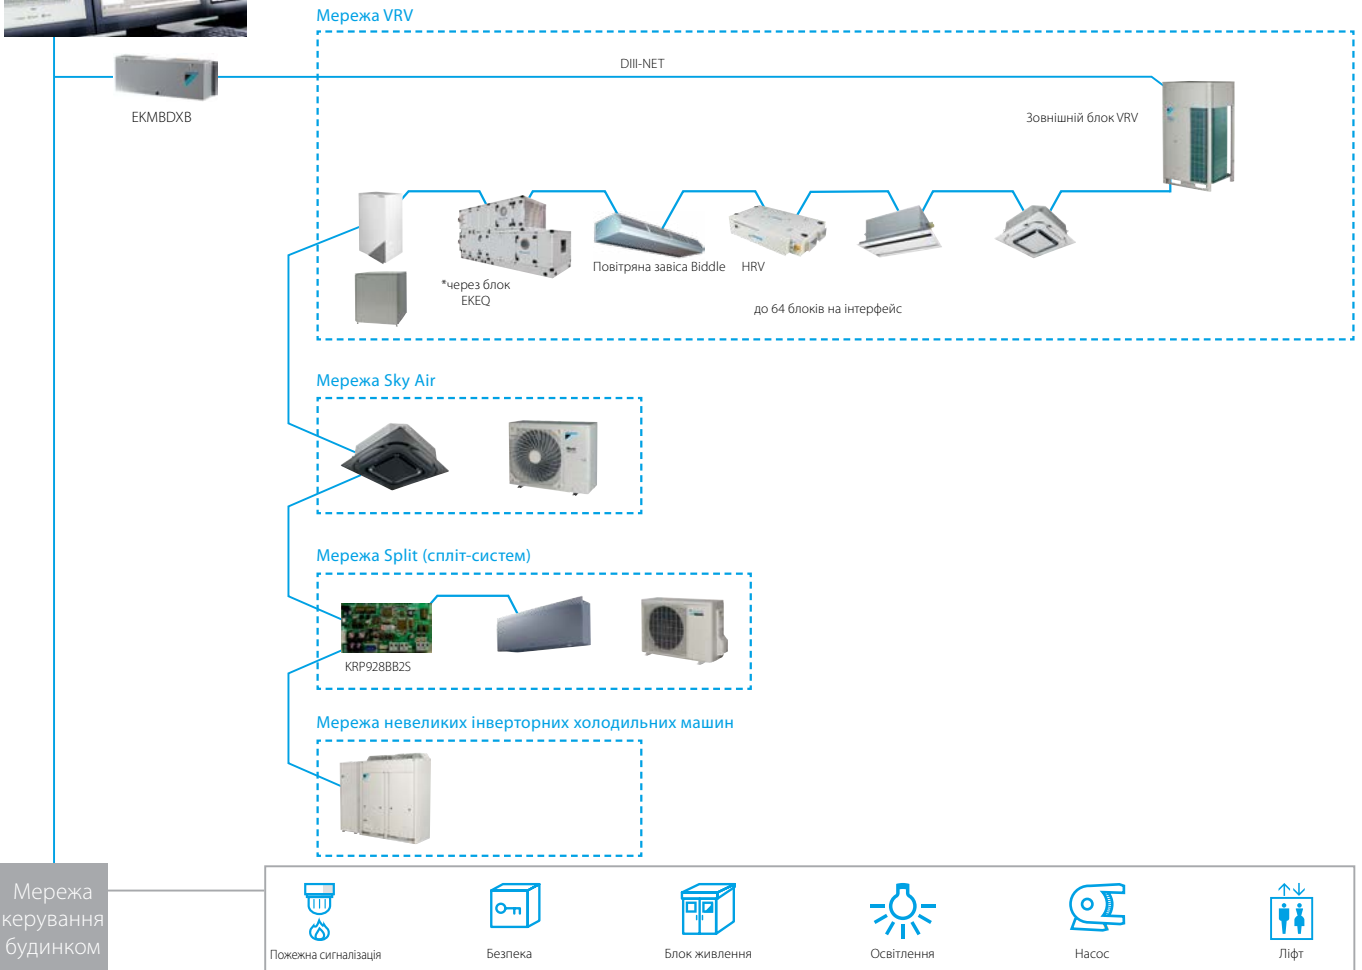 Мережа VRV
DIII-NET
EKMBDXB
Зовнішній блок VRV
Повітряна завіса Biddle
HRV
*через блок
EKEQ
до 64 блоків на інтерфейс
Мережа Sky Air
Мережа Split (спліт-систем)
KRP928BB2S
Мережа невеликих інверторних холодильних машин
Мережа
керування
будинком
Пожежна сигналізація
Безпека
Блок живлення
Освітлення
Насос
Ліфт